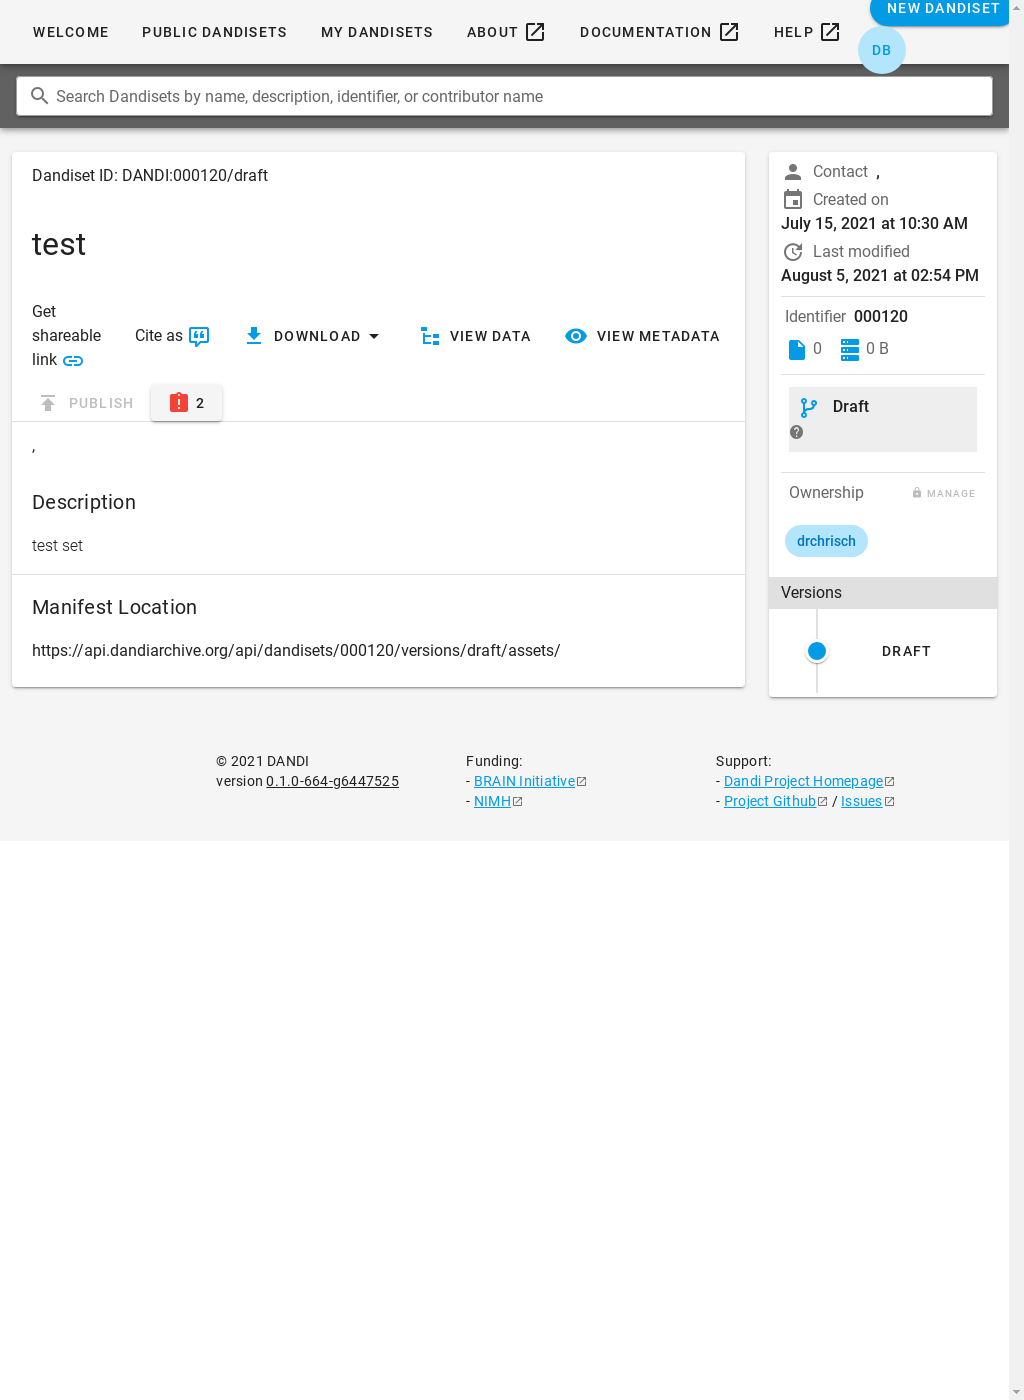 WELCOME
PUBLIC DANDISETS
MY DANDISETS
ABOUT
DOCUMENTATION
HELP
NEW DANDISET
DB
Search Dandisets by name, description, identifier, or contributor name
Dandiset ID: DANDI:000120/draft
test
Get
shareable
link
Cite as
DOWNLOAD
VIEW DATA
VIEW METADATA
PUBLISH
2
,
Description
test set
Manifest Location
https://api.dandiarchive.org/api/dandisets/000120/versions/draft/assets/
Contact ,
Created on
July 15, 2021 at 10:30 AM
Last modified
August 5, 2021 at 02:54 PM
Identifier 000120
0 0 B
Draft
Ownership
MANAGE
drchrisch
Versions
DRAFT
© 2021 DANDI
version 0.1.0-664-g6447525
Funding:
- BRAIN Initiative
- NIMH
Support:
- Dandi Project Homepage
- Project Github / Issues